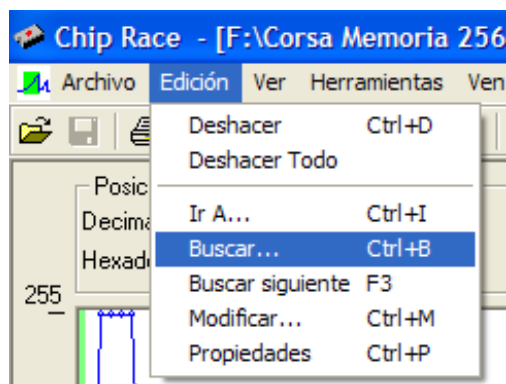 Chip Race - [F:\Corsa Memoria 256
Archivo Edición Ver Herramientas Ven
Deshacer Ctrl+D
Deshacer Todo
Posic
Decima
Ir A... Ctrl+I
Buscar... Ctrl+B
Hexad
Buscar siguiente F3
255
Modificar... Ctrl+M
Propiedades Ctrl+P